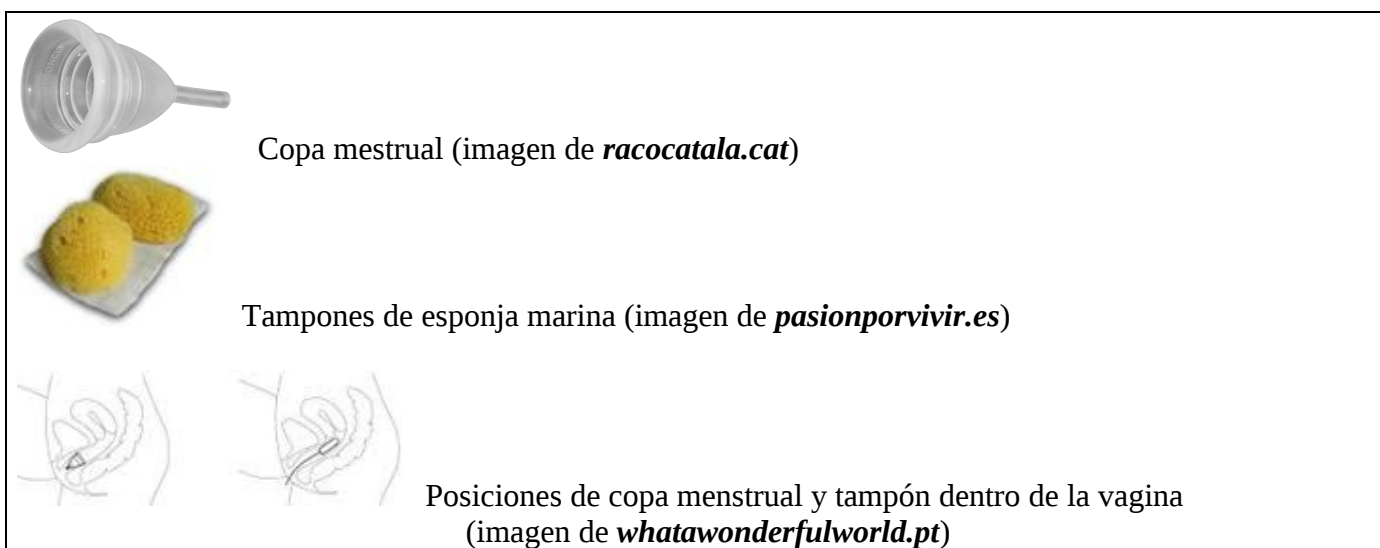 Copa mestrual (imagen de racocatala.cat)
Tampones de esponja marina (imagen de pasionporvivir.es)
Posiciones de copa menstrual y tampón dentro de la vagina
(imagen de whatawonderfulworld.pt)